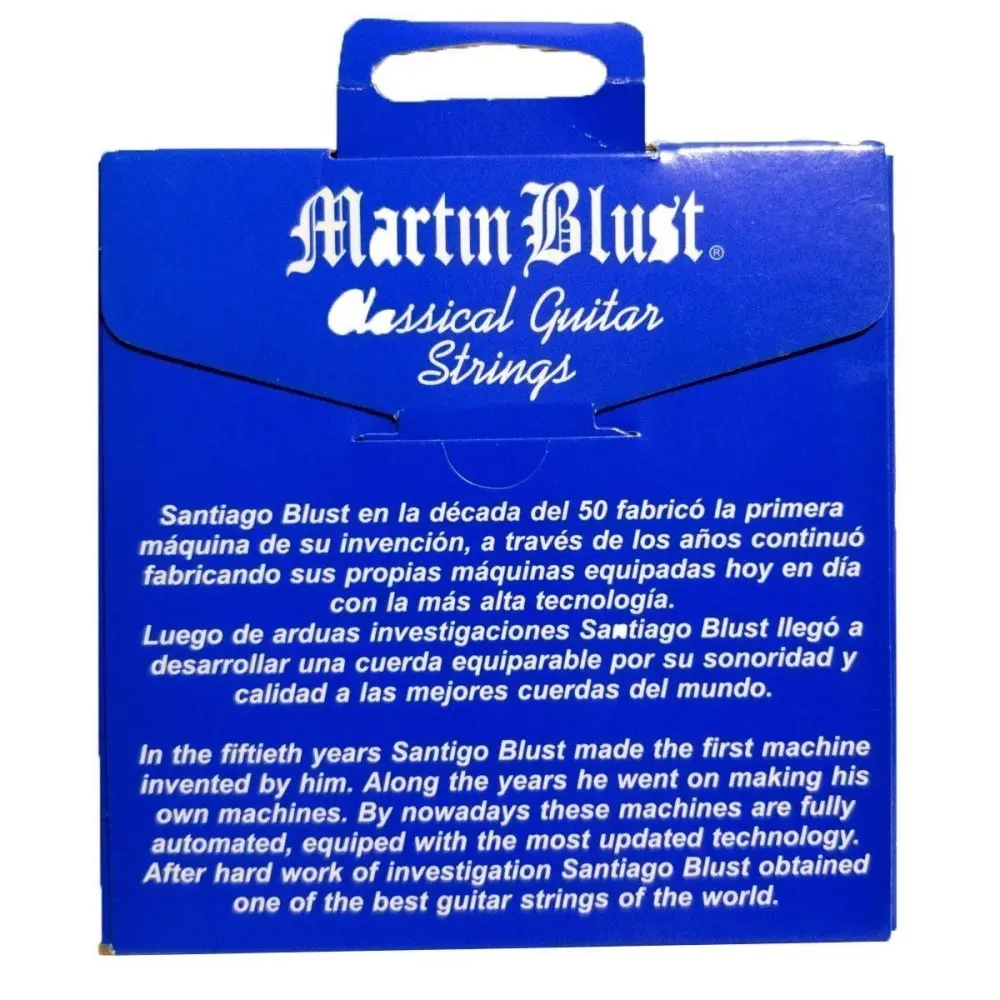 Martin Blust®
Classical Guitar
Strings
Santiago Blust en la década del 50 fabricó la primera
máquina de su invención, a través de los años continuó
fabricando sus propias máquinas equipadas hoy en día
con la más alta tecnología.
Luego de arduas investigaciones Santiago Blust llegó a
desarrollar una cuerda equiparable por su sonoridad y
calidad a las mejores cuerdas del mundo.
In the fiftieth years Santigo Blust made the first machine
invented by him. Along the years he went on making his
own machines. By nowadays these machines are fully
automated, equiped with the most updated technology.
After hard work of investigation Santiago Blust obtained
one of the best guitar strings of the world.